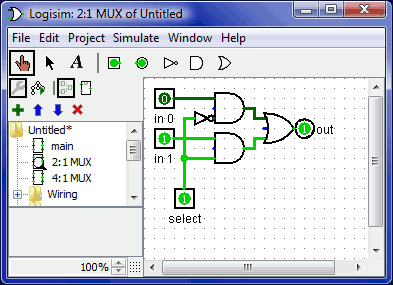 Logisim: 2:1 MUX of Untitled
File Edit Project Simulate Window Help
A
Untitled*
main
2:1 MUX
4:1 MUX
Wiring
100%
0
in 0
1
in 1
1
select
1
out